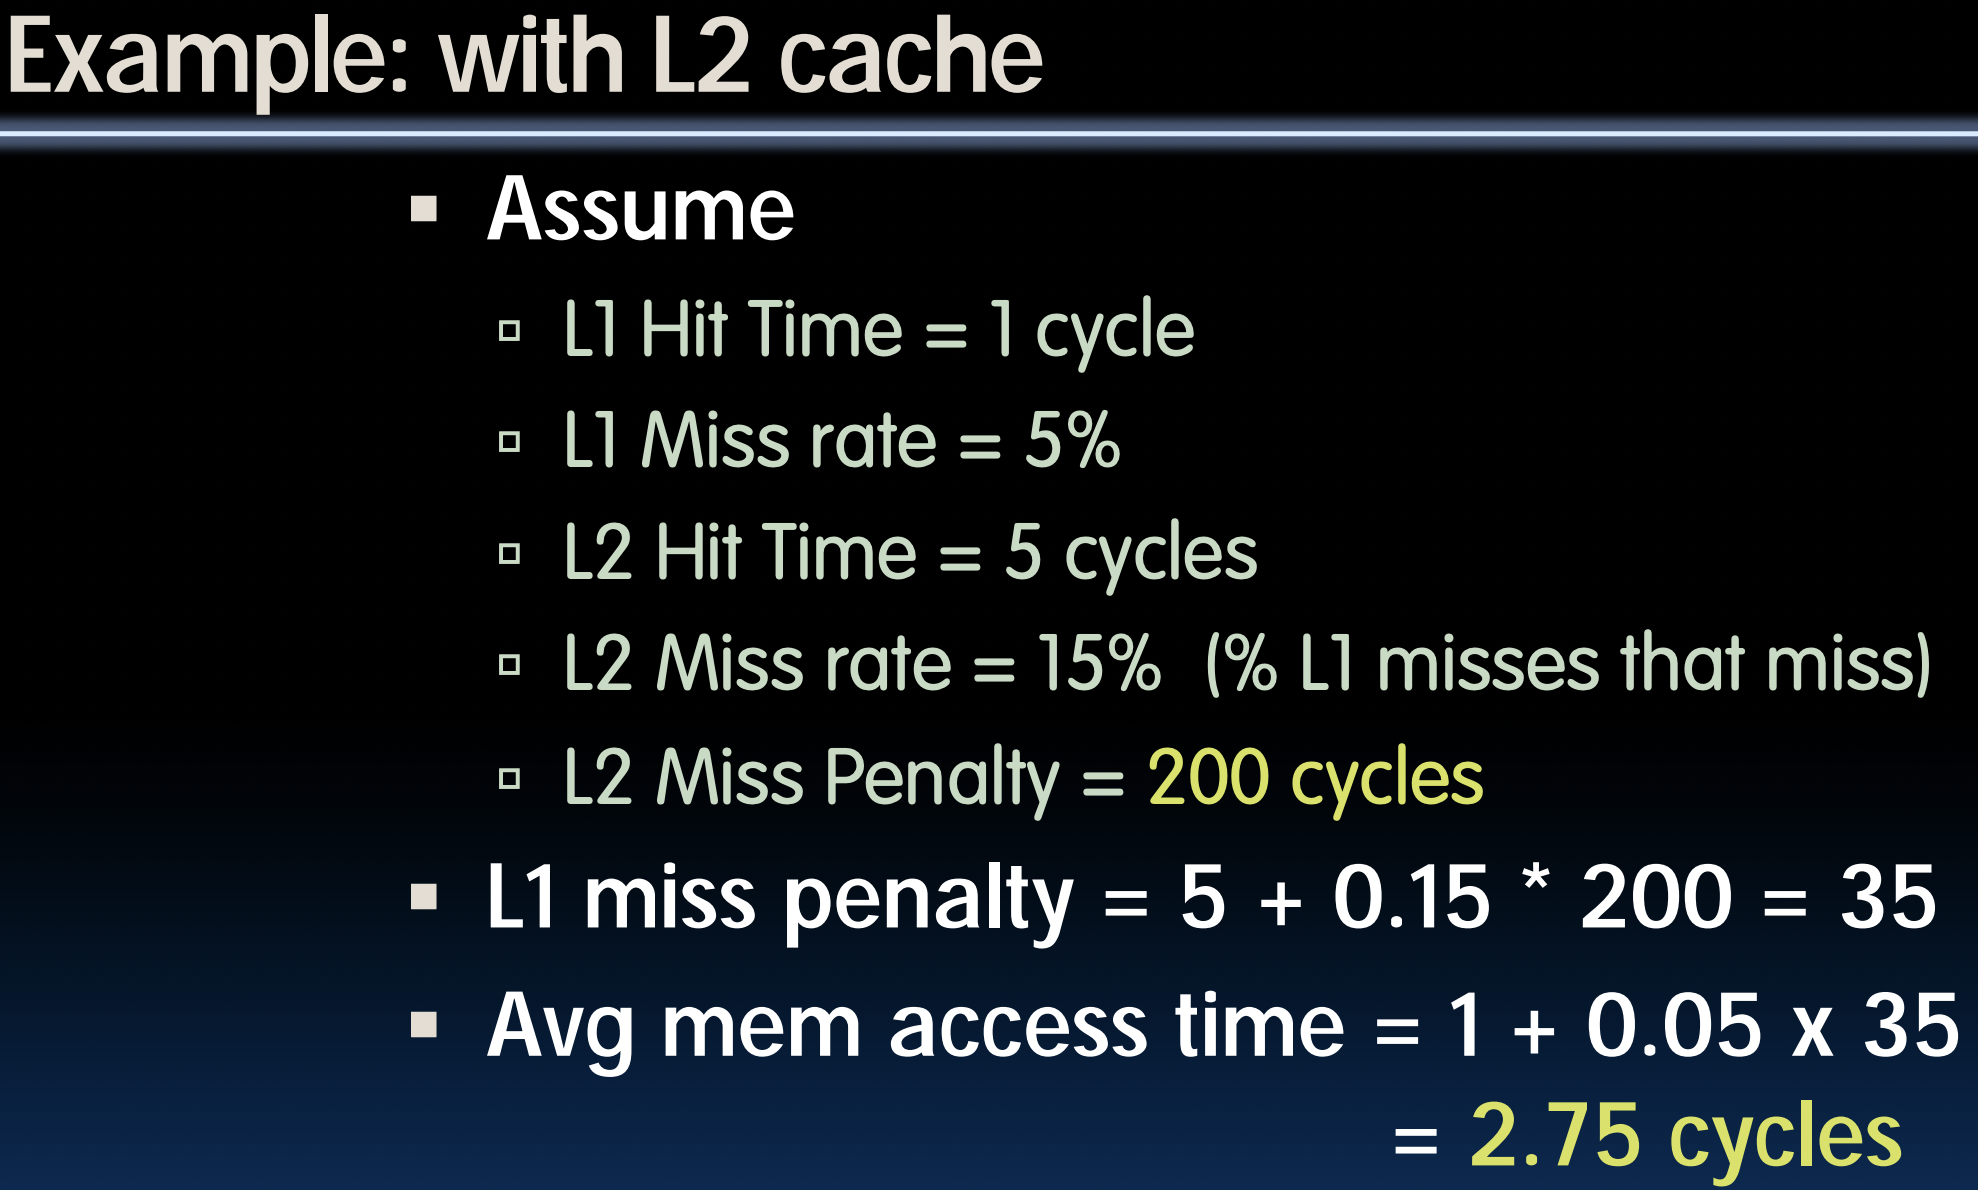 Example: with L2 cache
Assume
L1 Hit Time = 1 cycle
L1 Miss rate = 5%
L2 Hit Time = 5 cycles
L2 Miss rate = 15% (% L1 misses that miss)
L2 Miss Penalty = 200 cycles
L1 miss penalty = 5 + 0.15 * 200 = 35
Avg mem access time = 1 + 0.05 x 35
= 2.75 cycles